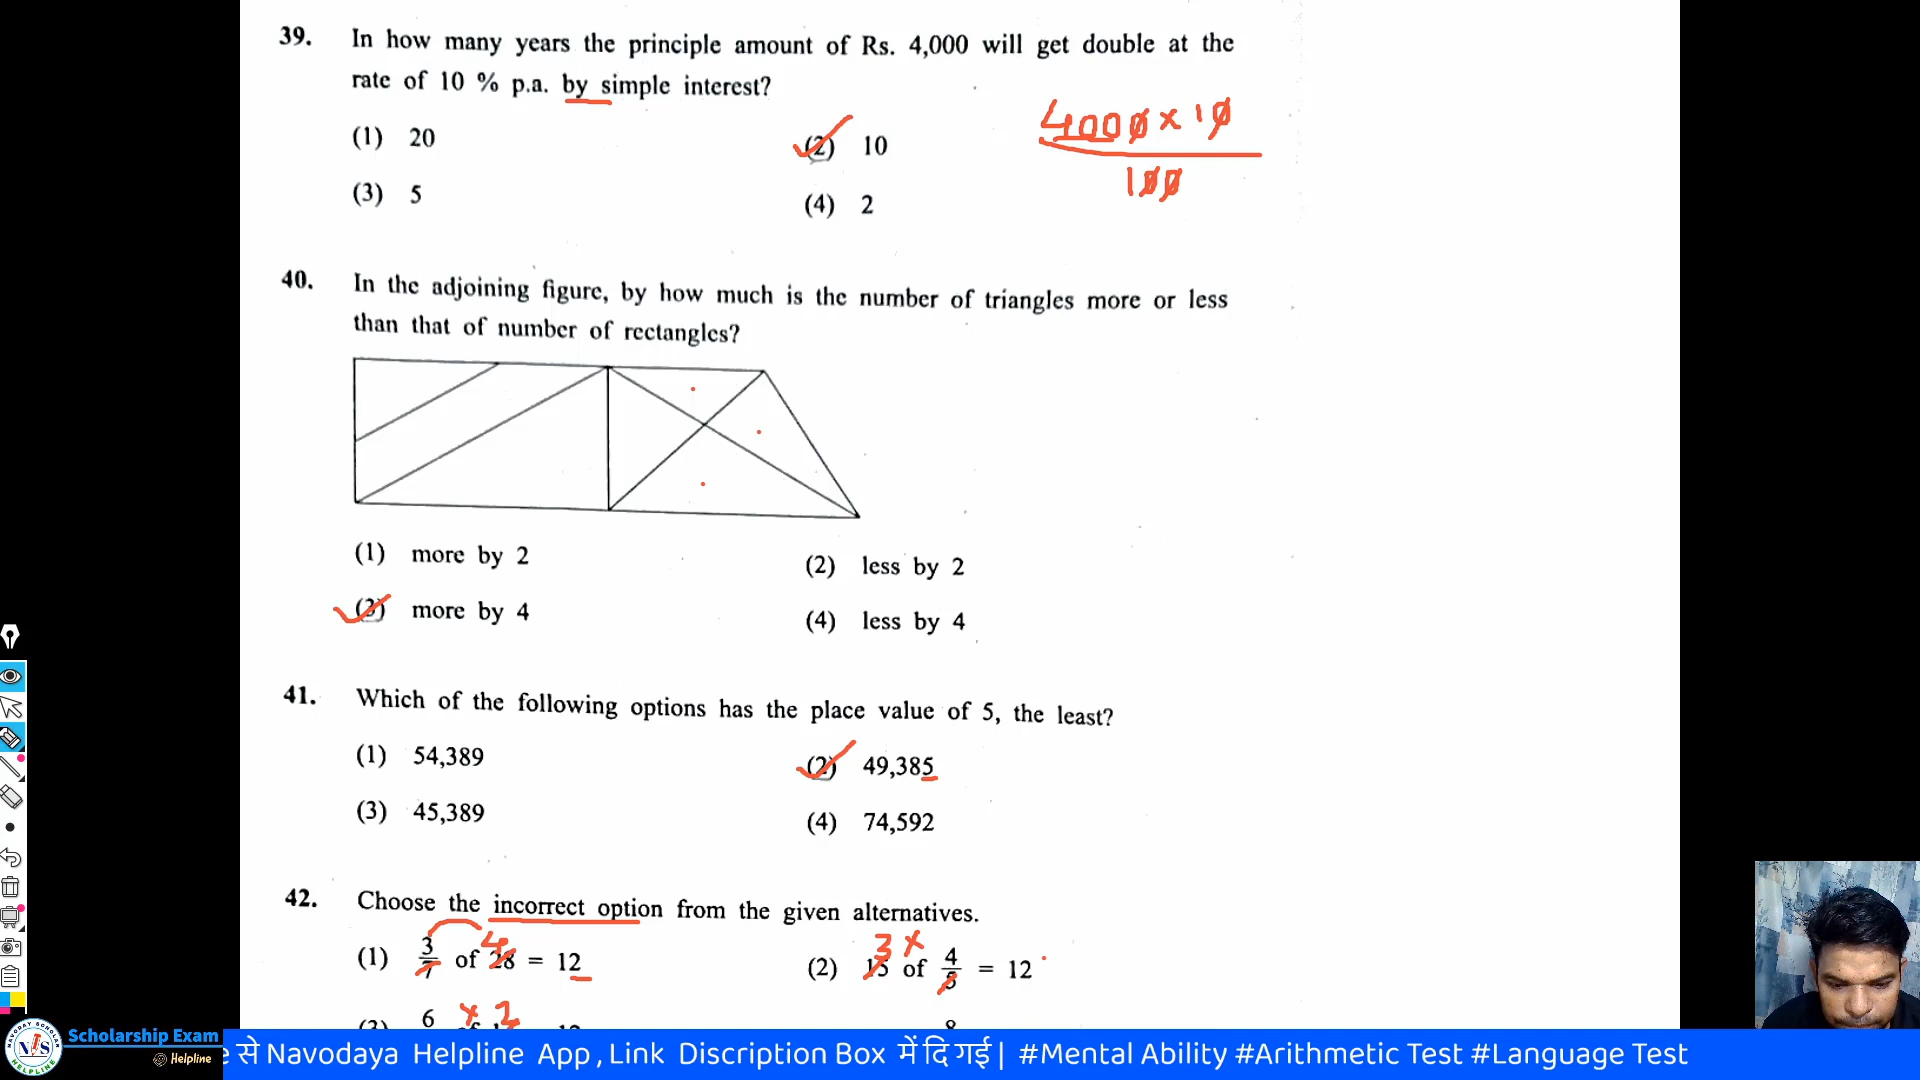 39. In how many years the principle amount of Rs. 4,000 will get double at the
rate of 10 % p.a. by simple interest?
(1) 20
(2) 10
(3) 5
(4) 2
4000 × 10
100
40. In the adjoining figure, by how much is the number of triangles more or less
than that of number of rectangles?
(1) more by 2
(2) less by 2
(3) more by 4
(4) less by 4
41. Which of the following options has the place value of 5, the least?
(1) 54,389
(2) 49,385
(3) 45,389
(4) 74,592
42. Choose the incorrect option from the given alternatives.
4
3 ×
(1) 3/7 of 28 = 12
(2) 15 of 4/5 = 12
× 2
6
8
Scholarship Exam
Helpline
से Navodaya Helpline App , Link Discription Box में दि गई | #Mental Ability #Arithmetic Test #Language Test